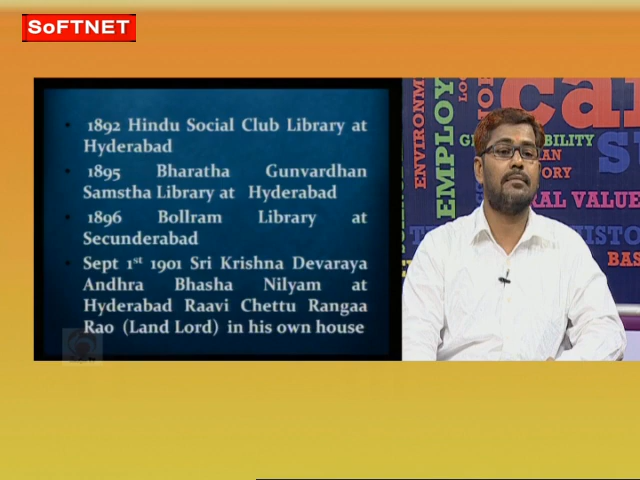 SoFTNET
1892 Hindu Social Club Library at
Hyderabad
1895 Bharatha Gunvardhan
Samstha Library at Hyderabad
1896 Bollram Library at
Secunderabad
Sept 1st 1901 Sri Krishna Devaraya
Andhra Bhasha Nilyam at
Hyderabad Raavi Chettu Rangaa
Rao (Land Lord) in his own house
ENVIRONM
EMPLOY